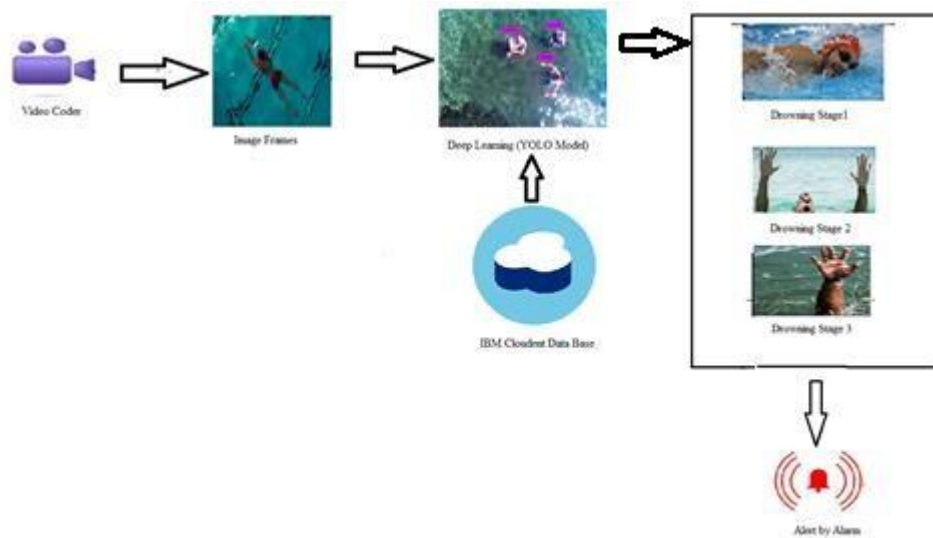 Video Coder
Image Frames
Deep Learning (YOLO Model)
IBM Cloudent Data Base
Drowning Stage1
Drowning Stage 2
Drowning Stage 3
Alert by Alarm